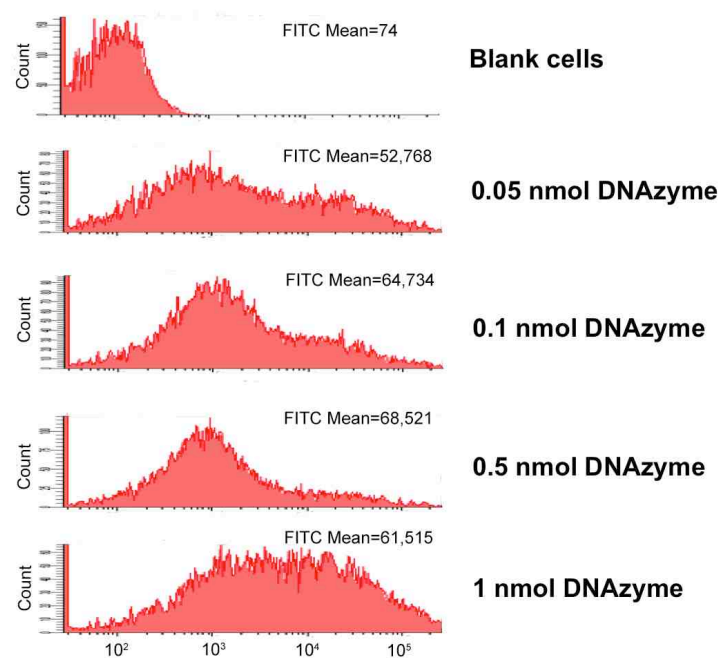 FITC Mean=74
Count
Blank cells
FITC Mean=52,768
Count
0.05 nmol DNAzyme
FITC Mean=64,734
Count
0.1 nmol DNAzyme
FITC Mean=68,521
Count
0.5 nmol DNAzyme
FITC Mean=61,515
Count
1 nmol DNAzyme
10² 10³ 10⁴ 10⁵